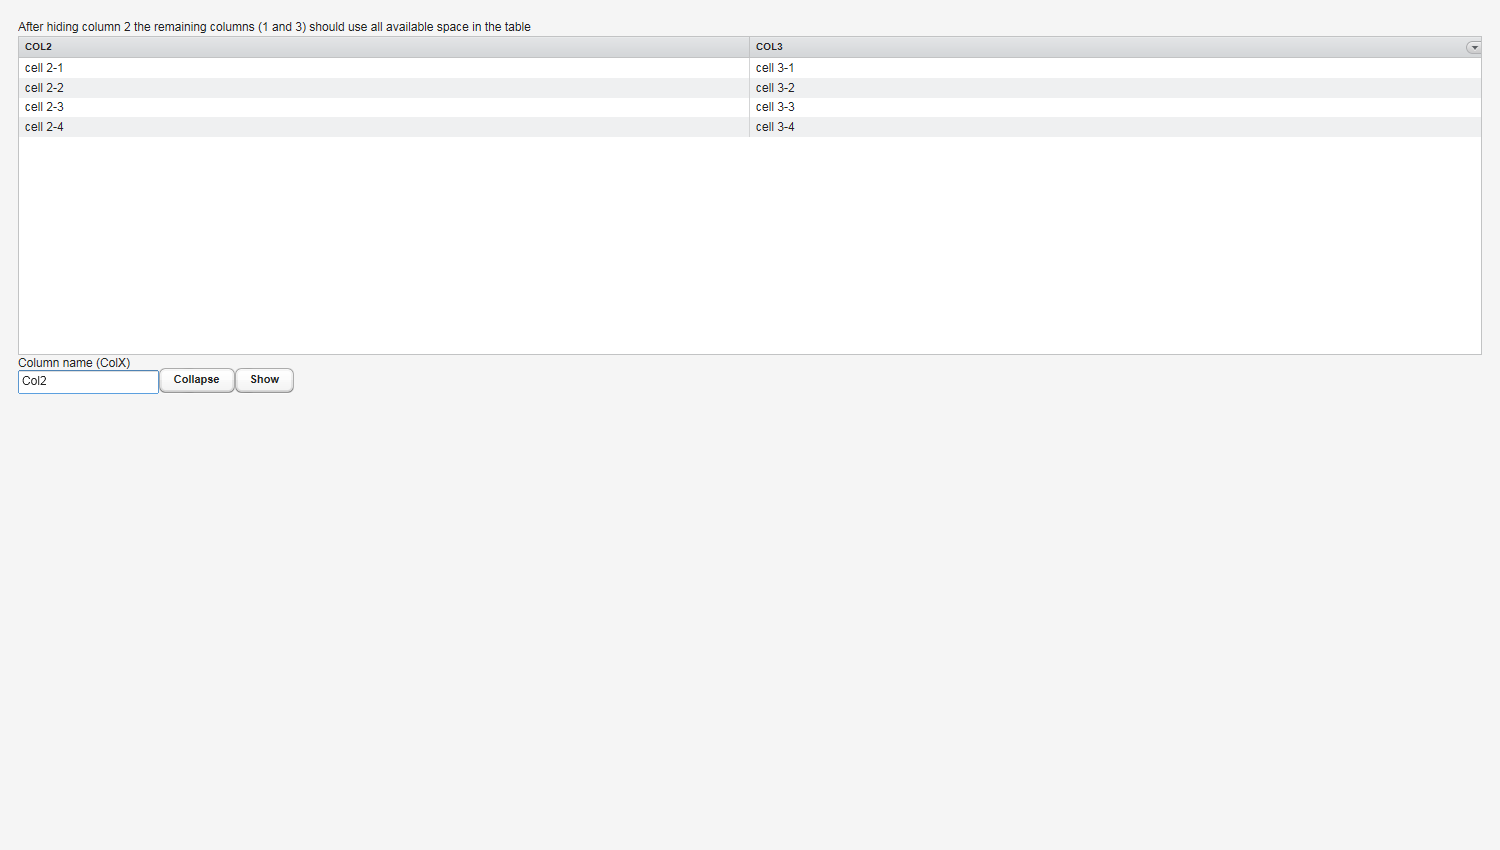 After hiding column 2 the remaining columns (1 and 3) should use all available space in the table
COL2 COL3
cell 2-1 cell 3-1
cell 2-2 cell 3-2
cell 2-3 cell 3-3
cell 2-4 cell 3-4
Column name (ColX)
Col2 Collapse Show